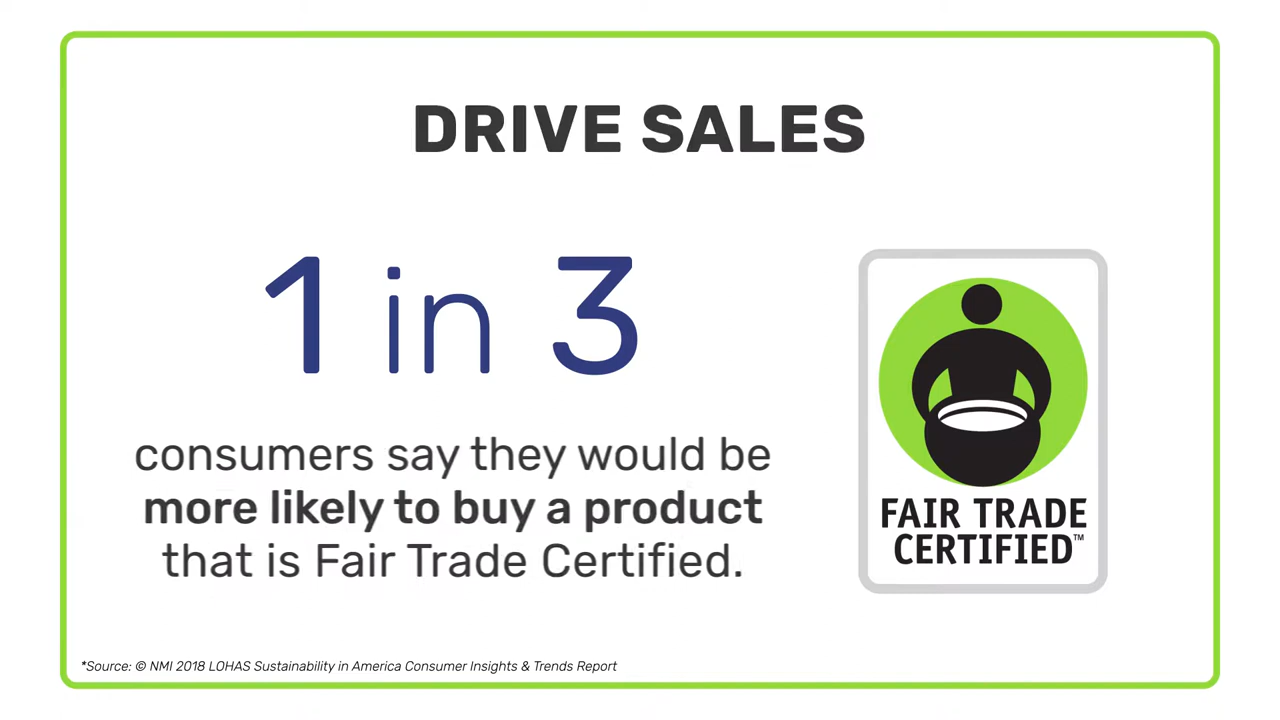 DRIVE SALES
1 in 3
consumers say they would be
more likely to buy a product
that is Fair Trade Certified.
FAIR TRADE
CERTIFIED™
*Source: © NMI 2018 LOHAS Sustainability in America Consumer Insights & Trends Report